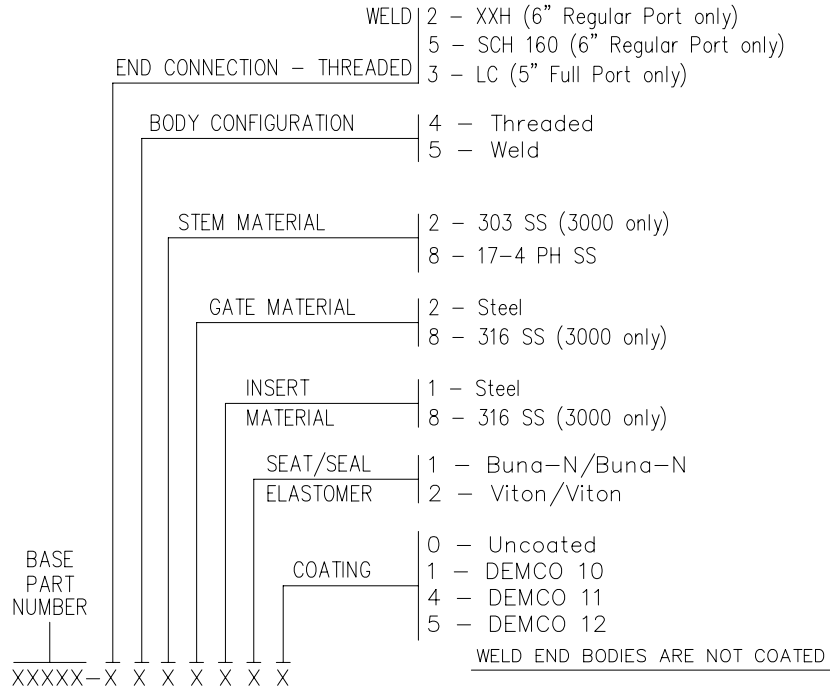 WELD 2 – XXH (6" Regular Port only)
5 – SCH 160 (6" Regular Port only)
END CONNECTION – THREADED 3 – LC (5" Full Port only)
BODY CONFIGURATION 4 – Threaded
5 – Weld
STEM MATERIAL 2 – 303 SS (3000 only)
8 – 17–4 PH SS
GATE MATERIAL 2 – Steel
8 – 316 SS (3000 only)
INSERT 1 – Steel
MATERIAL 8 – 316 SS (3000 only)
SEAT/SEAL 1 – Buna–N/Buna–N
ELASTOMER 2 – Viton/Viton
0 – Uncoated
COATING 1 – DEMCO 10
4 – DEMCO 11
5 – DEMCO 12
BASE
PART
NUMBER
WELD END BODIES ARE NOT COATED
XXXXX–X X X X X X X